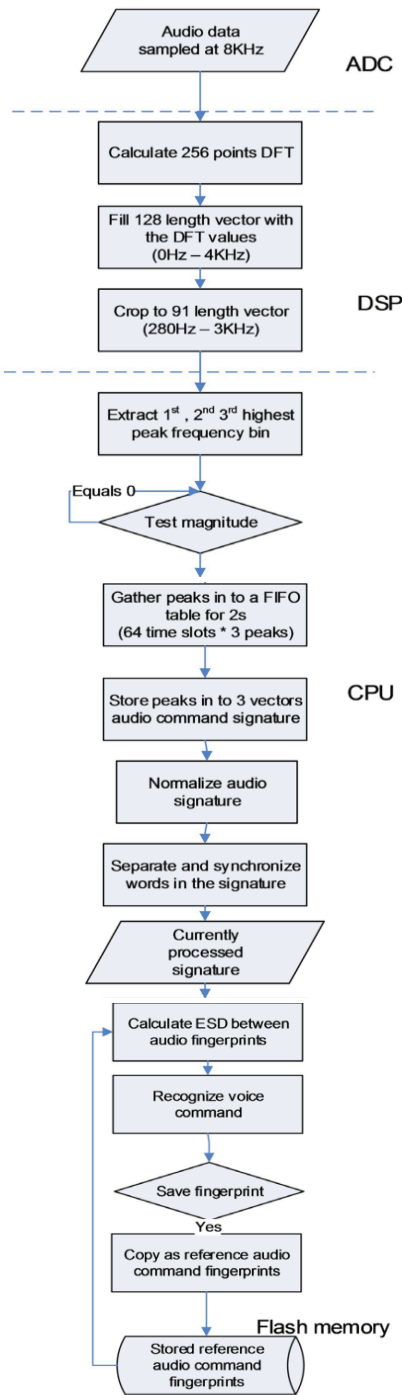 Audio data
sampled at 8KHz
ADC
Calculate 256 points DFT
Fill 128 length vector with
the DFT values
(0Hz – 4KHz)
Crop to 91 length vector
(280Hz – 3KHz)
DSP
Extract 1st , 2nd 3rd highest
peak frequency bin
Equals 0
Test magnitude
Gather peaks in to a FIFO
table for 2s
(64 time slots * 3 peaks)
Store peaks in to 3 vectors
audio command signature
CPU
Normalize audio
signature
Separate and synchronize
words in the signature
Currently
processed
signature
Calculate ESD between
audio fingerprints
Recognize voice
command
Save fingerprint
Yes
Copy as reference audio
command fingerprints
Flash memory
Stored reference
audio command
fingerprints